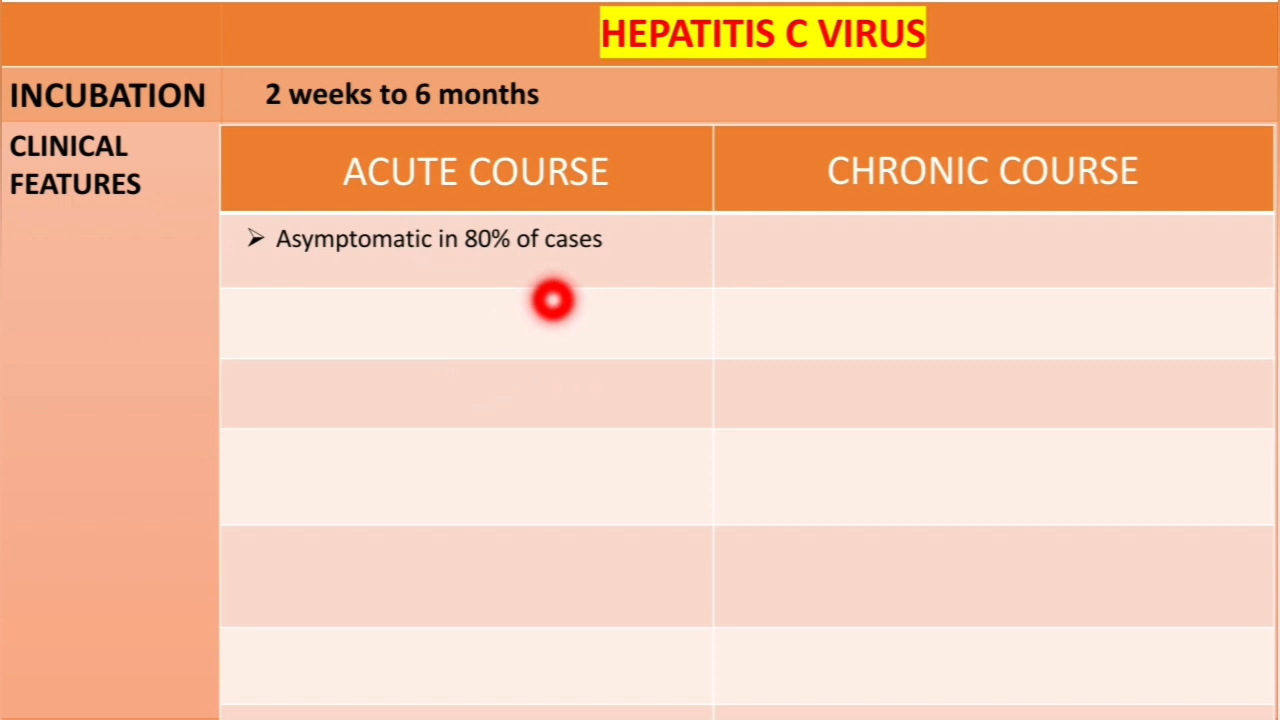 HEPATITIS C VIRUS
INCUBATION
2 weeks to 6 months
CLINICAL
FEATURES
ACUTE COURSE
CHRONIC COURSE
➢ Asymptomatic in 80% of cases